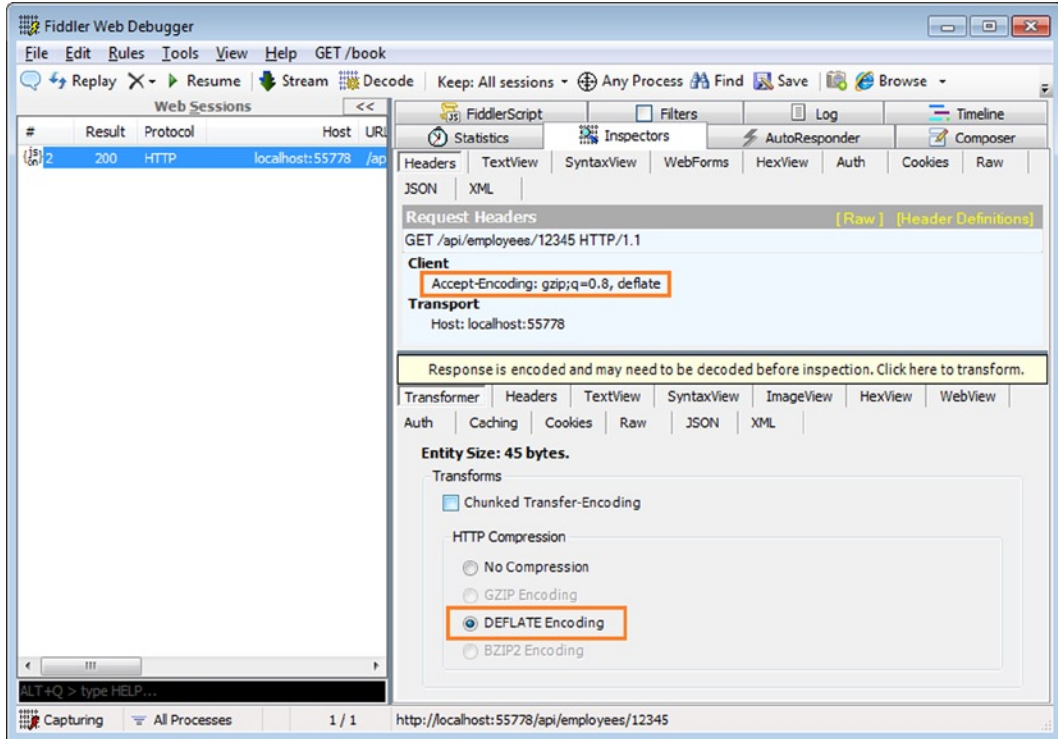 Fiddler Web Debugger
File Edit Rules Tools View Help GET /book
Replay Resume Stream Decode Keep: All sessions Any Process Find Save Browse
Web Sessions <<
# Result Protocol Host URL
2 200 HTTP localhost:55778 /ap
ALT+Q > type HELP...
FiddlerScript Filters Log Timeline
Statistics Inspectors AutoResponder Composer
Headers TextView SyntaxView WebForms HexView Auth Cookies Raw
JSON XML
Request Headers [ Raw ] [Header Definitions]
GET /api/employees/12345 HTTP/1.1
Client
Accept-Encoding: gzip;q=0.8, deflate
Transport
Host: localhost:55778
Response is encoded and may need to be decoded before inspection. Click here to transform.
Transformer Headers TextView SyntaxView ImageView HexView WebView
Auth Caching Cookies Raw JSON XML
Entity Size: 45 bytes.
Transforms
Chunked Transfer-Encoding
HTTP Compression
No Compression
GZIP Encoding
DEFLATE Encoding
BZIP2 Encoding
Capturing All Processes 1 / 1 http://localhost:55778/api/employees/12345